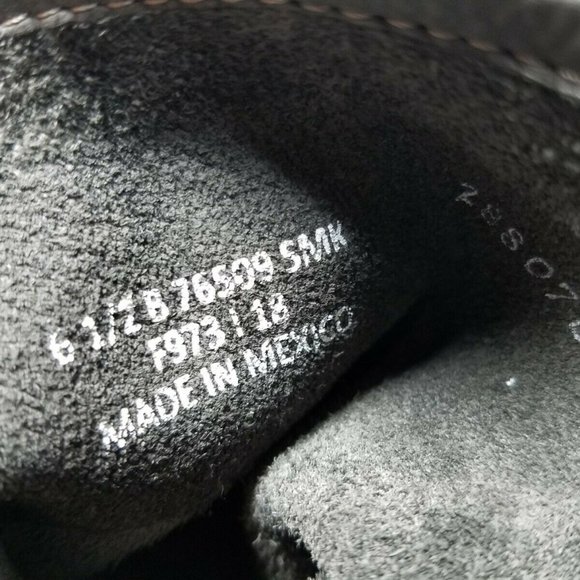 6 1/2 B 76509 SMK
F973 | 18
MADE IN MEXICO